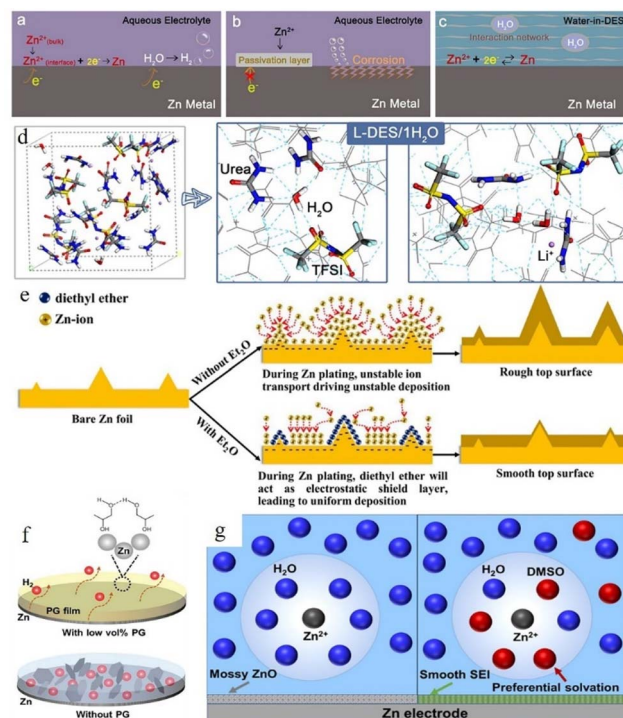 a
Aqueous Electrolyte
Zn²⁺(bulk)
Zn²⁺(interface) + 2e⁻ → Zn
H₂O → H₂
e⁻
e⁻
Zn Metal
b
Aqueous Electrolyte
Zn²⁺
Passivation layer
Corrosion
e⁻
Zn Metal
c
Water-in-DES
H₂O
Interaction network
H₂O
Zn²⁺ + 2e⁻ ⇄ Zn
Zn Metal
d
L-DES/1H₂O
Urea
H₂O
TFSI
Li⁺
e
diethyl ether
Zn-ion
Bare Zn foil
Without Et₂O
During Zn plating, unstable ion
transport driving unstable deposition
Rough top surface
With Et₂O
During Zn plating, diethyl ether will
act as electrostatic shield layer,
leading to uniform deposition
Smooth top surface
f
H
O
H
O
OH
OH
Zn
H₂
Zn
PG film
With low vol% PG
Zn
Without PG
g
H₂O
Zn²⁺
Mossy ZnO
H₂O
DMSO
Zn²⁺
Preferential solvation
Smooth SEI
Zn electrode